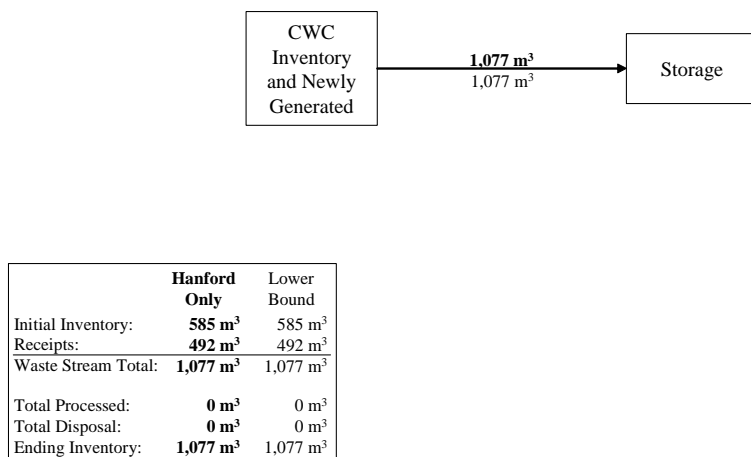 CWC
Inventory
and Newly
Generated
1,077 m³
1,077 m³
Storage
Hanford Only Lower Bound
Initial Inventory: 585 m³ 585 m³
Receipts: 492 m³ 492 m³
Waste Stream Total: 1,077 m³ 1,077 m³
Total Processed: 0 m³ 0 m³
Total Disposal: 0 m³ 0 m³
Ending Inventory: 1,077 m³ 1,077 m³